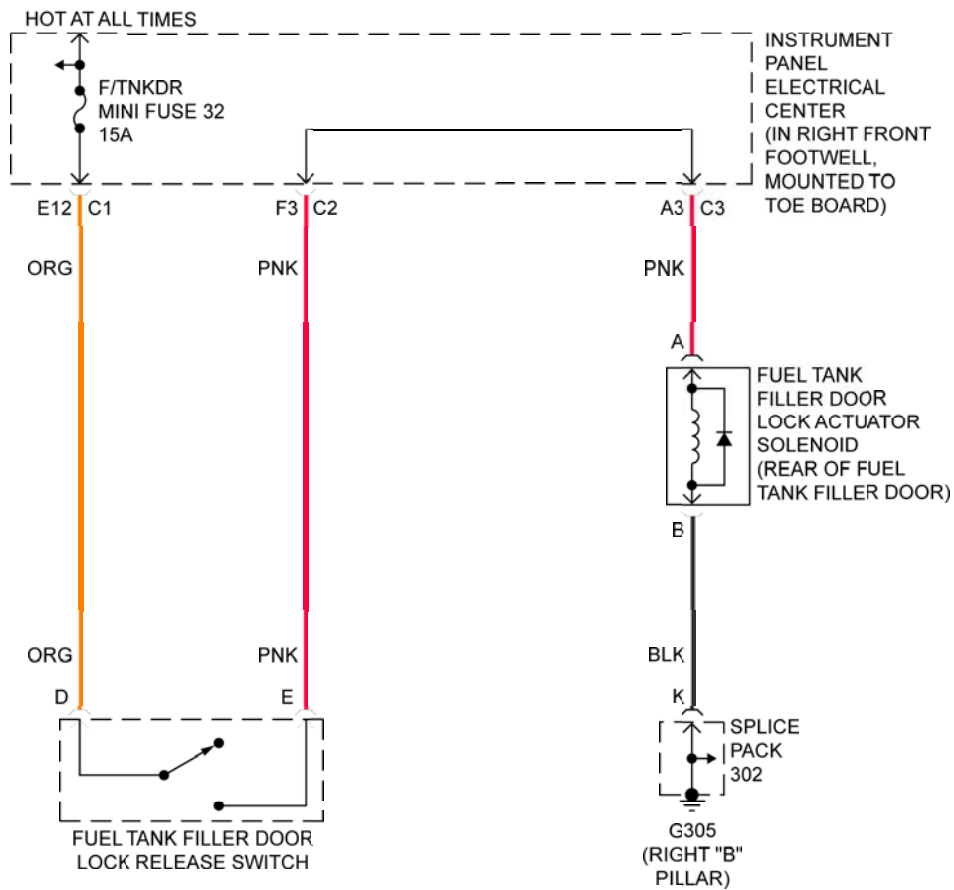 HOT AT ALL TIMES
INSTRUMENT
PANEL
ELECTRICAL
CENTER
(IN RIGHT FRONT
FOOTWELL,
MOUNTED TO
TOE BOARD)
F/TNKDR
MINI FUSE 32
15A
E12 C1
F3 C2
A3 C3
ORG
PNK
PNK
A
FUEL TANK
FILLER DOOR
LOCK ACTUATOR
SOLENOID
(REAR OF FUEL
TANK FILLER DOOR)
B
ORG
PNK
BLK
D
E
K
SPLICE
PACK
302
FUEL TANK FILLER DOOR
LOCK RELEASE SWITCH
G305
(RIGHT "B"
PILLAR)